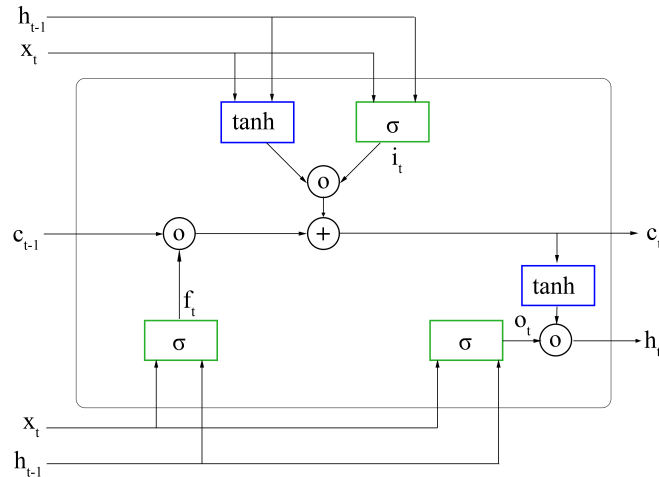 h_{t-1}
x_t
tanh
σ
i_t
o
c_{t-1}
o
+
c_t
tanh
f_t
o_t
σ
σ
o
h_t
x_t
h_{t-1}